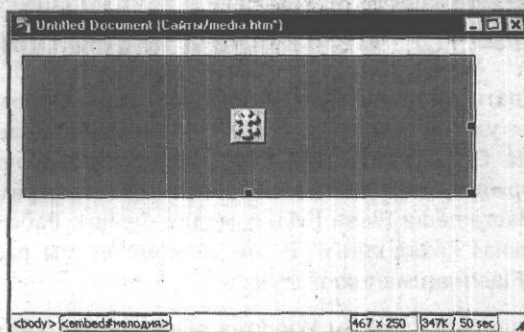 Untitled Document (Сайты/media.htm*)
<body> <embed#мелодия> 467 x 250 347K / 50 sec